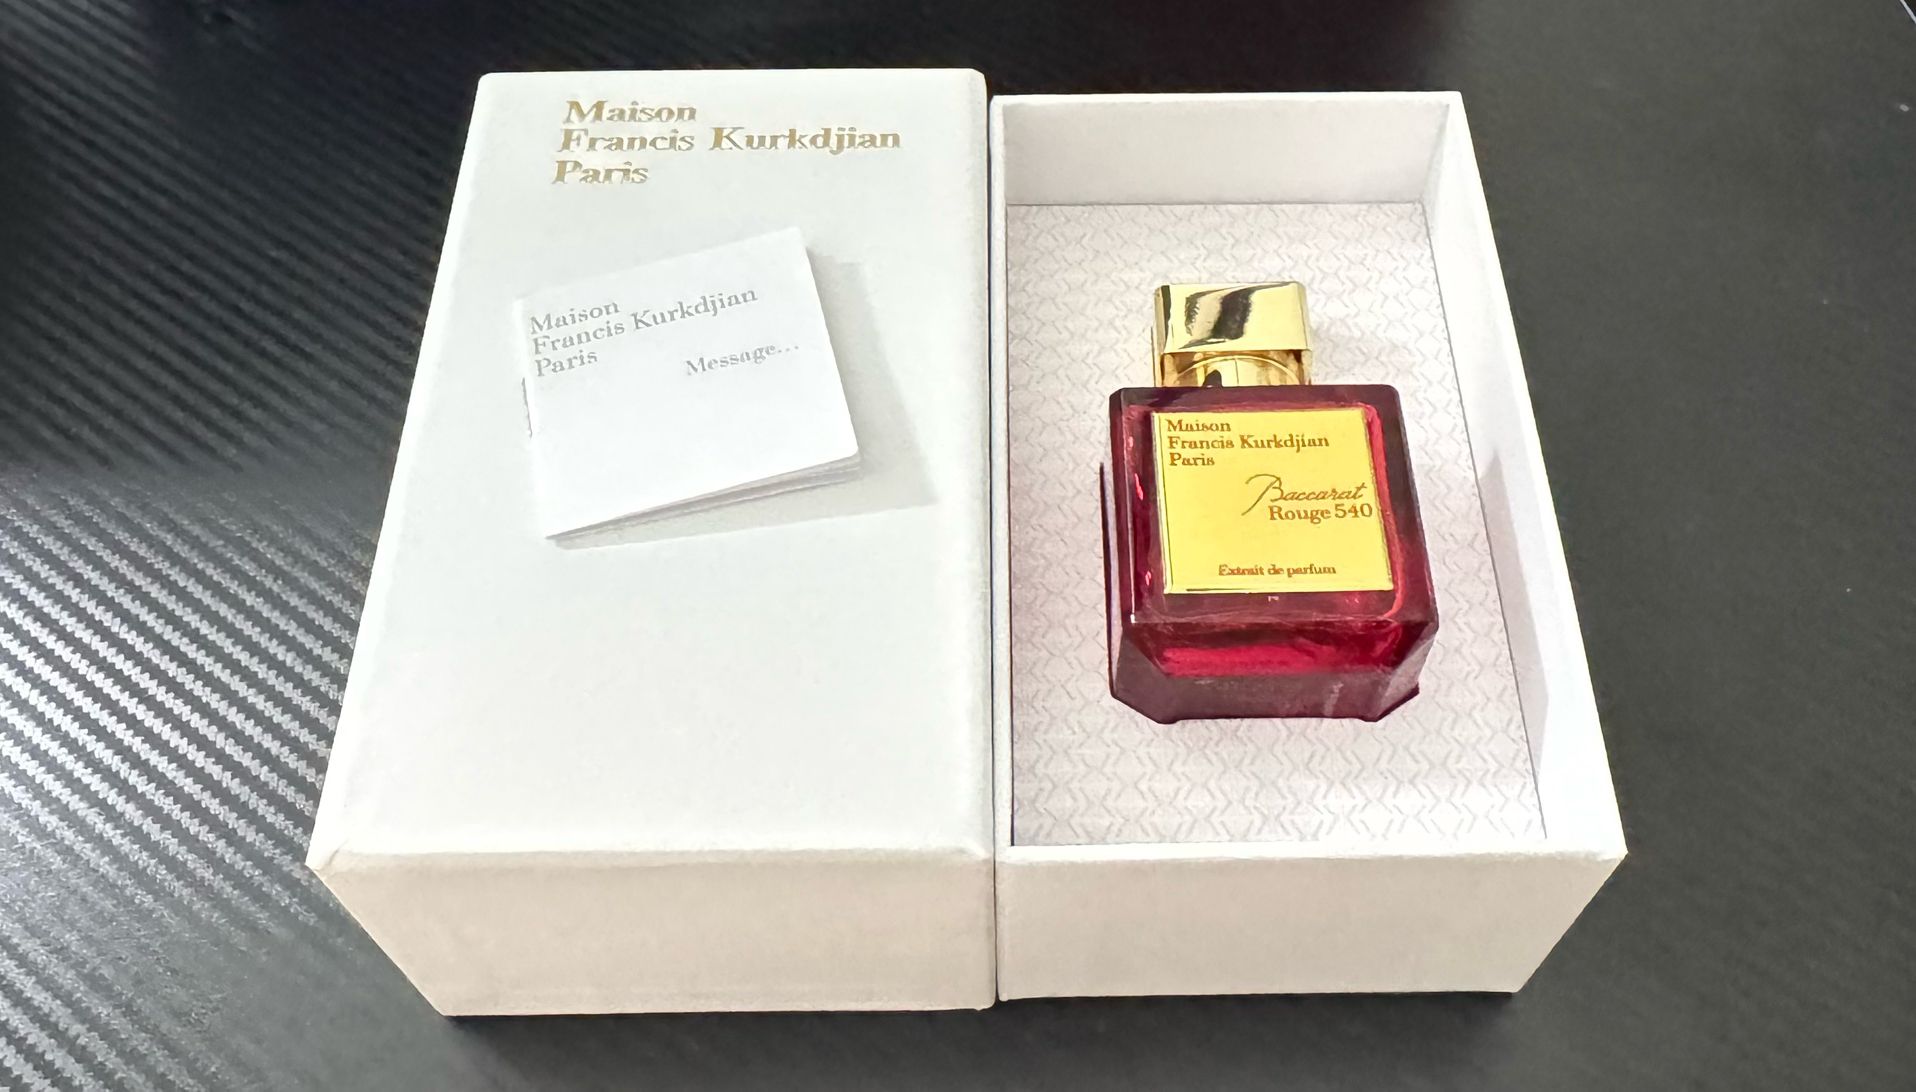 Maison
Francis Kurkdjian
Paris
Maison
Francis Kurkdjian
Paris
Message...
Maison
Francis Kurkdjian
Paris
Baccarat
Rouge 540
Extrait de parfum